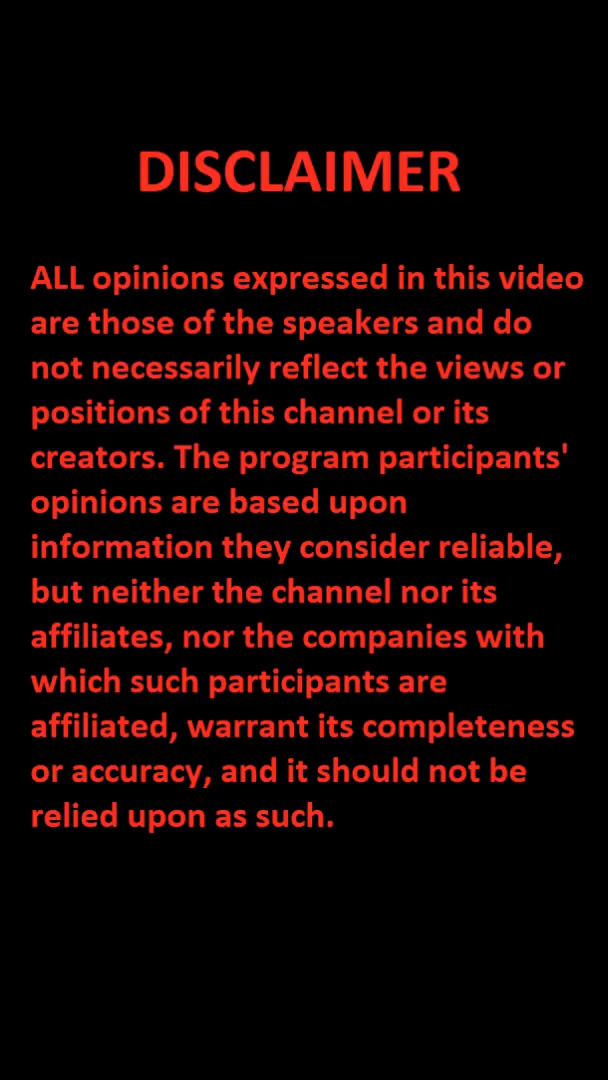 DISCLAIMER
ALL opinions expressed in this video
are those of the speakers and do
not necessarily reflect the views or
positions of this channel or its
creators. The program participants'
opinions are based upon
information they consider reliable,
but neither the channel nor its
affiliates, nor the companies with
which such participants are
affiliated, warrant its completeness
or accuracy, and it should not be
relied upon as such.